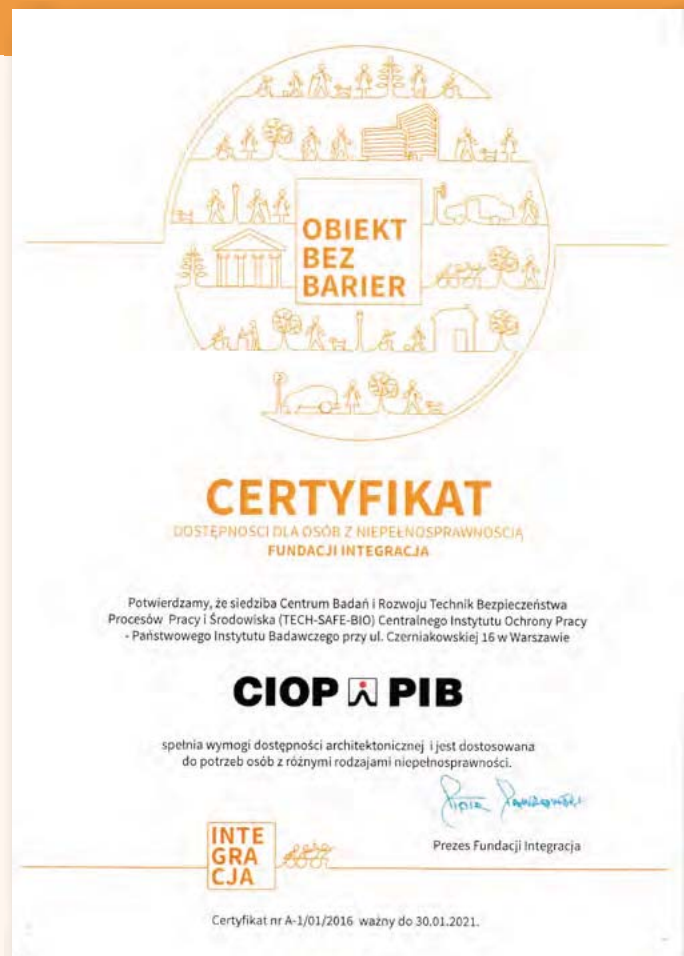 OBIEKT
BEZ
BARIER
CERTYFIKAT
DOSTĘPNOŚCI DLA OSÓB Z NIEPEŁNOSPRAWNOŚCIĄ
FUNDACJI INTEGRACJA
Potwierdzamy, że siedziba Centrum Badań i Rozwoju Technik Bezpieczeństwa
Procesów Pracy i Środowiska (TECH-SAFE-BIO) Centralnego Instytutu Ochrony Pracy
- Państwowego Instytutu Badawczego przy ul. Czerniakowskiej 16 w Warszawie
CIOP PIB
spełnia wymogi dostępności architektonicznej i jest dostosowana
do potrzeb osób z różnymi rodzajami niepełnosprawności.
Prezes Fundacji Integracja
INTE
GRA
CJA
Certyfikat nr A-1/01/2016 ważny do 30.01.2021.